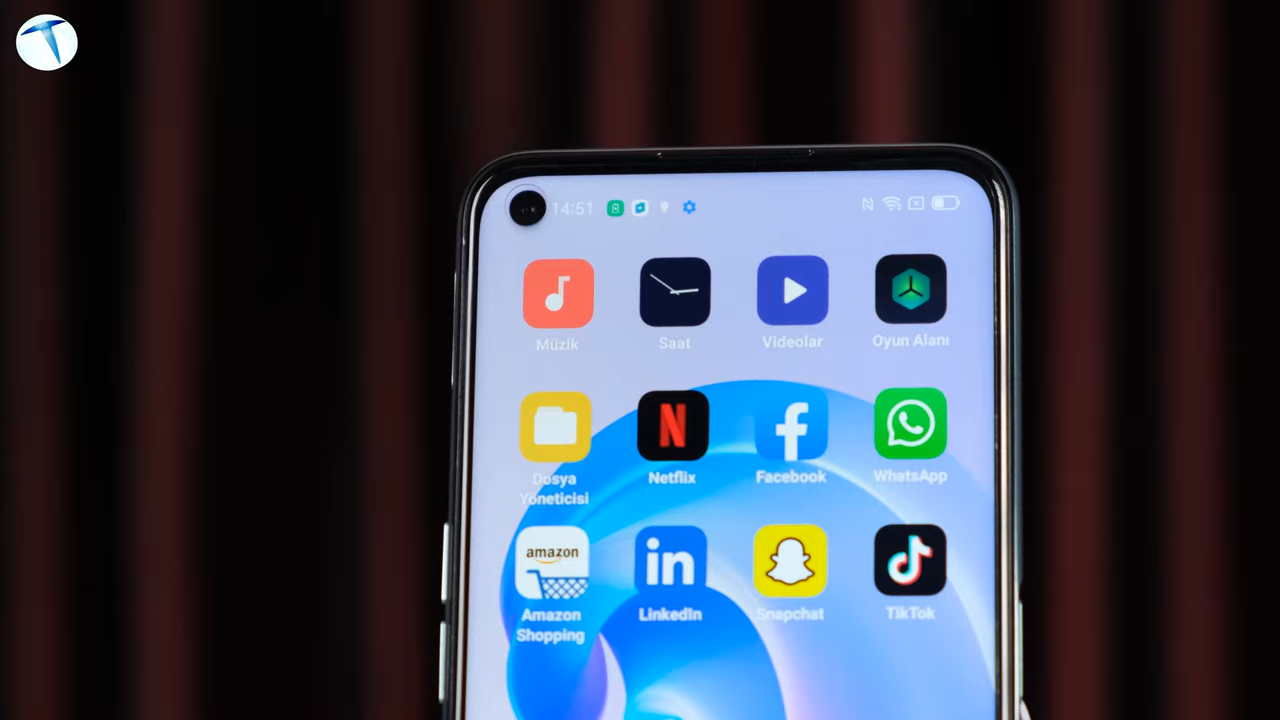 14:51
Müzik
Saat
Videolar
Oyun Alanı
Dosya
Yöneticisi
Netflix
Facebook
WhatsApp
amazon
Amazon
Shopping
LinkedIn
Snapchat
TikTok
N
f
in